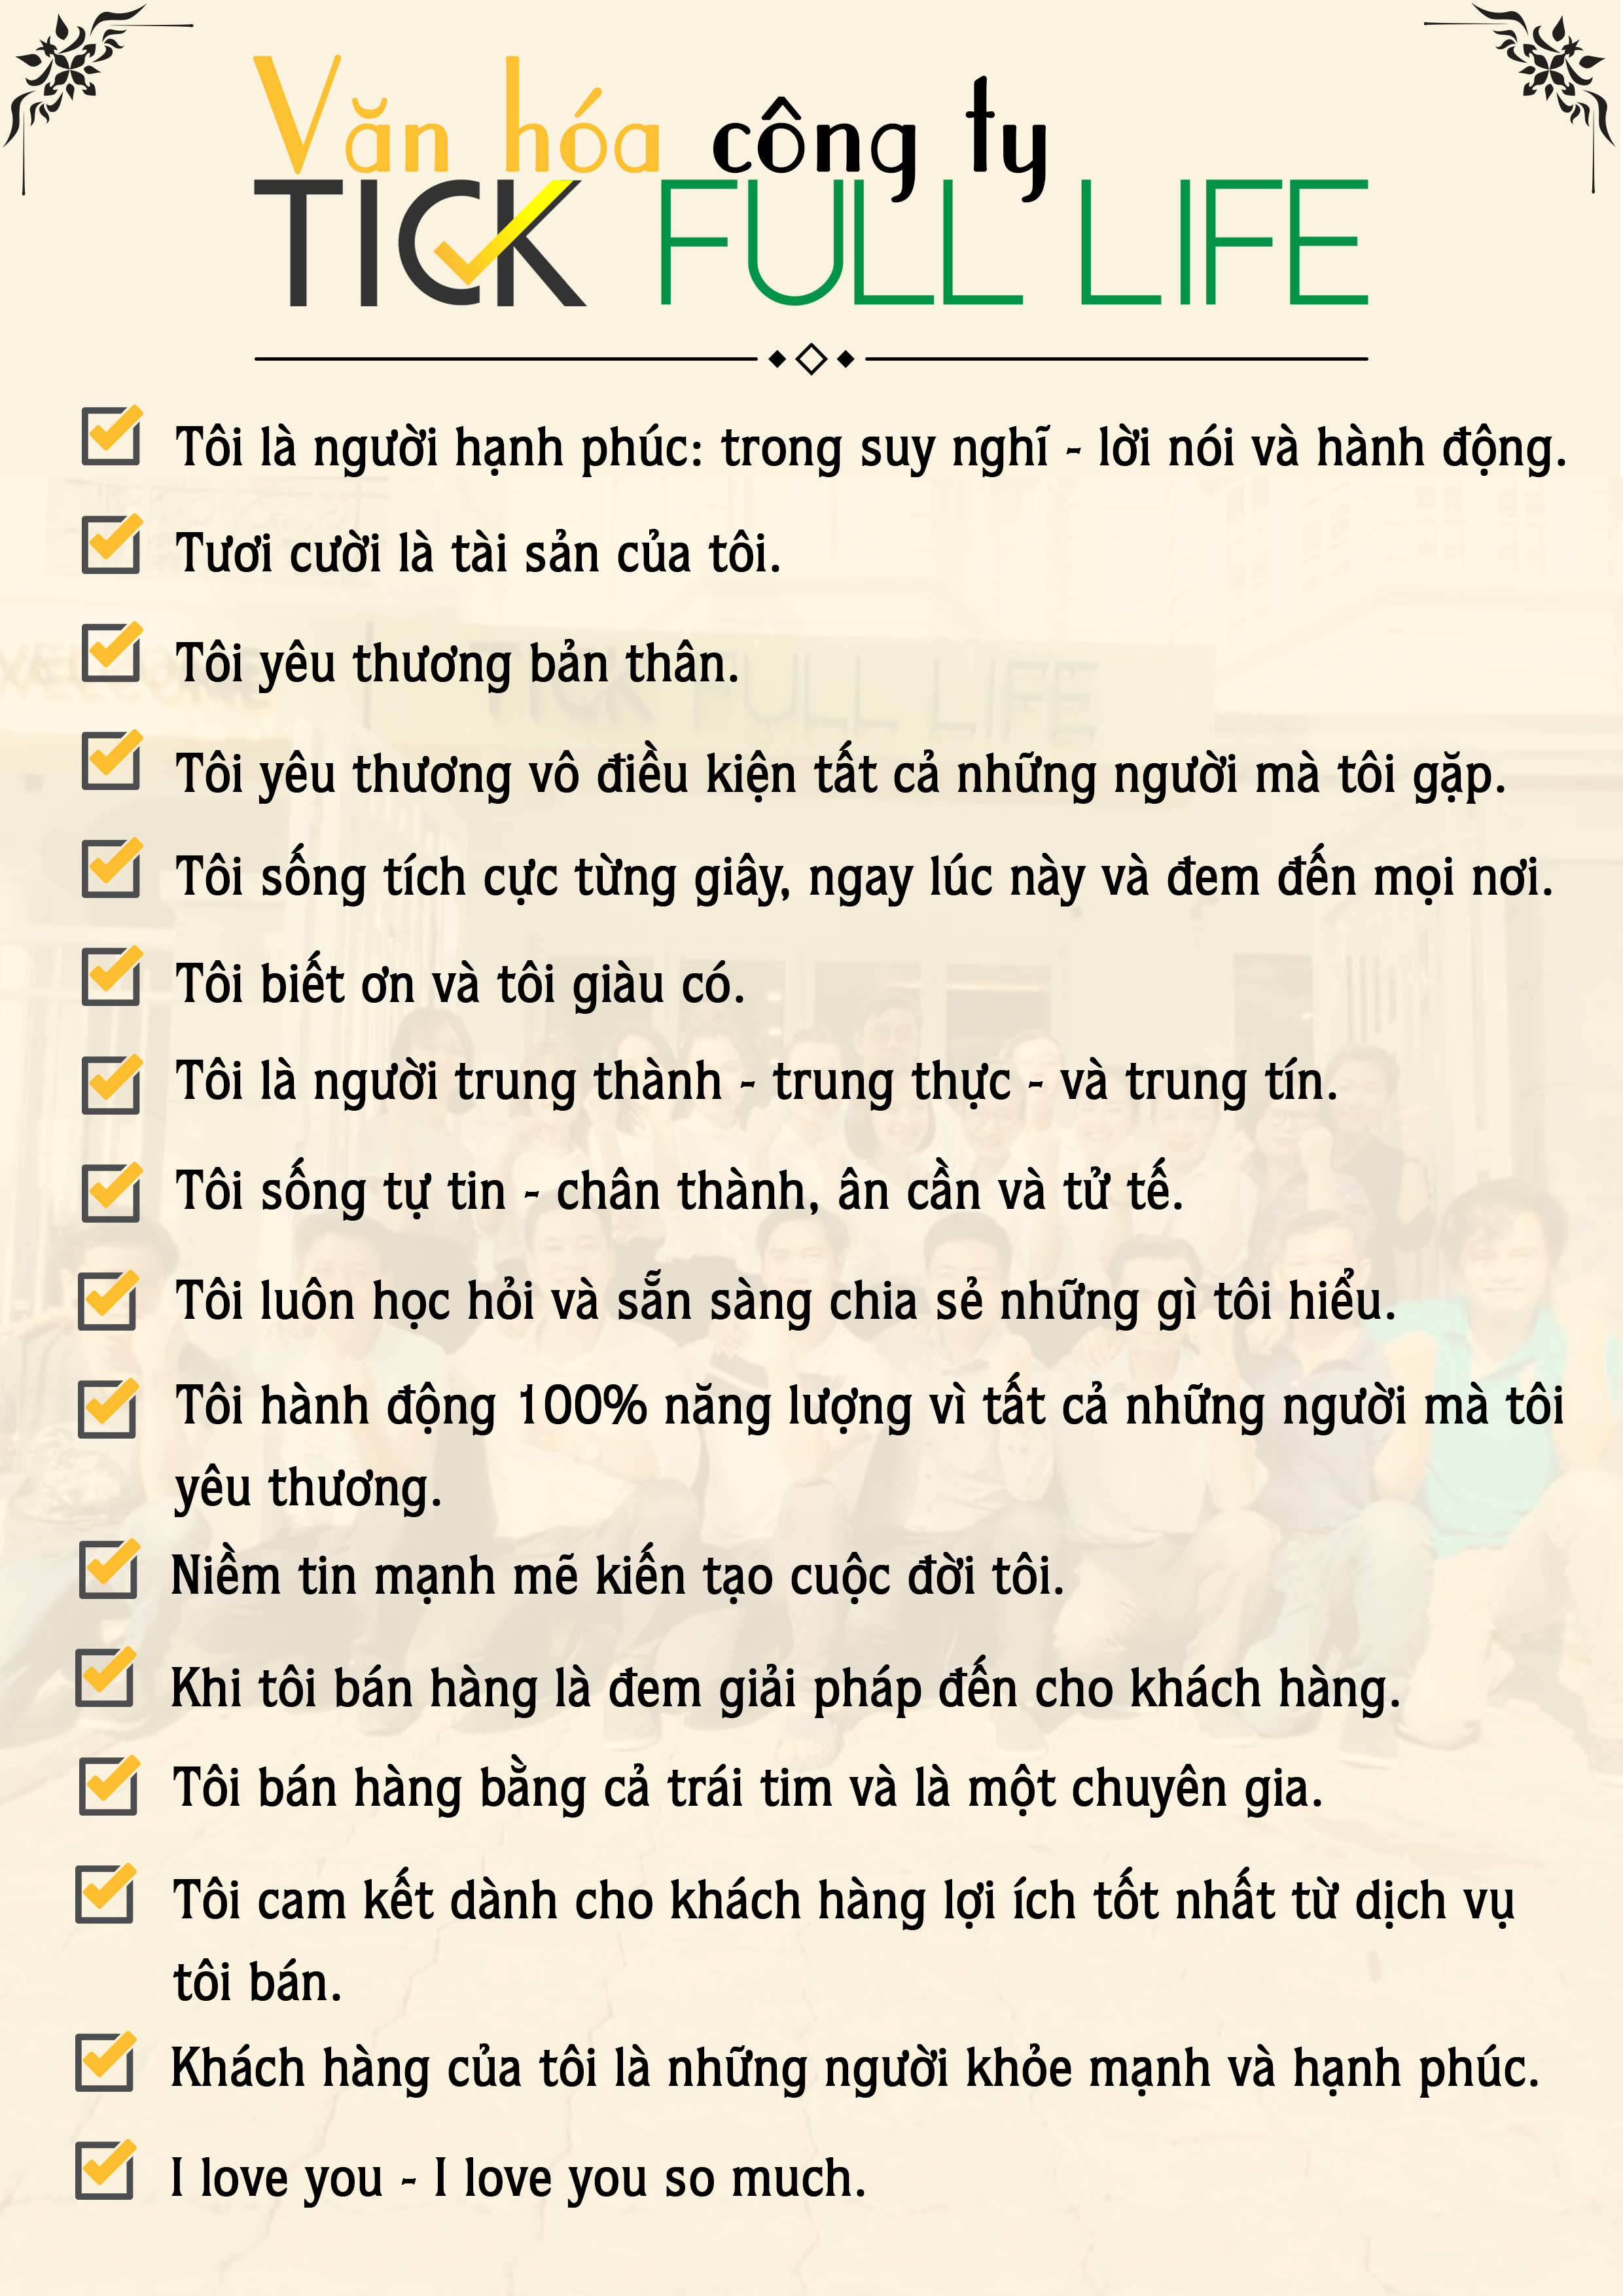 Văn hóa công ty
TICK FULL LIFE
Tôi là người hạnh phúc: trong suy nghĩ - lời nói và hành động.
Tươi cười là tài sản của tôi.
Tôi yêu thương bản thân.
WELCOME
TICK FULL LIFE
Tôi yêu thương vô điều kiện tất cả những người mà tôi gặp.
Tôi sống tích cực từng giây, ngay lúc này và đem đến mọi nơi.
Tôi biết ơn và tôi giàu có.
Tôi là người trung thành - trung thực - và trung tín.
Tôi sống tự tin - chân thành, ân cần và tử tế.
Tôi luôn học hỏi và sẵn sàng chia sẻ những gì tôi hiểu.
Tôi hành động 100% năng lượng vì tất cả những người mà tôi
yêu thương.
Niềm tin mạnh mẽ kiến tạo cuộc đời tôi.
Khi tôi bán hàng là đem giải pháp đến cho khách hàng.
Tôi bán hàng bằng cả trái tim và là một chuyên gia.
Tôi cam kết dành cho khách hàng lợi ích tốt nhất từ dịch vụ
tôi bán.
Khách hàng của tôi là những người khỏe mạnh và hạnh phúc.
I love you - I love you so much.